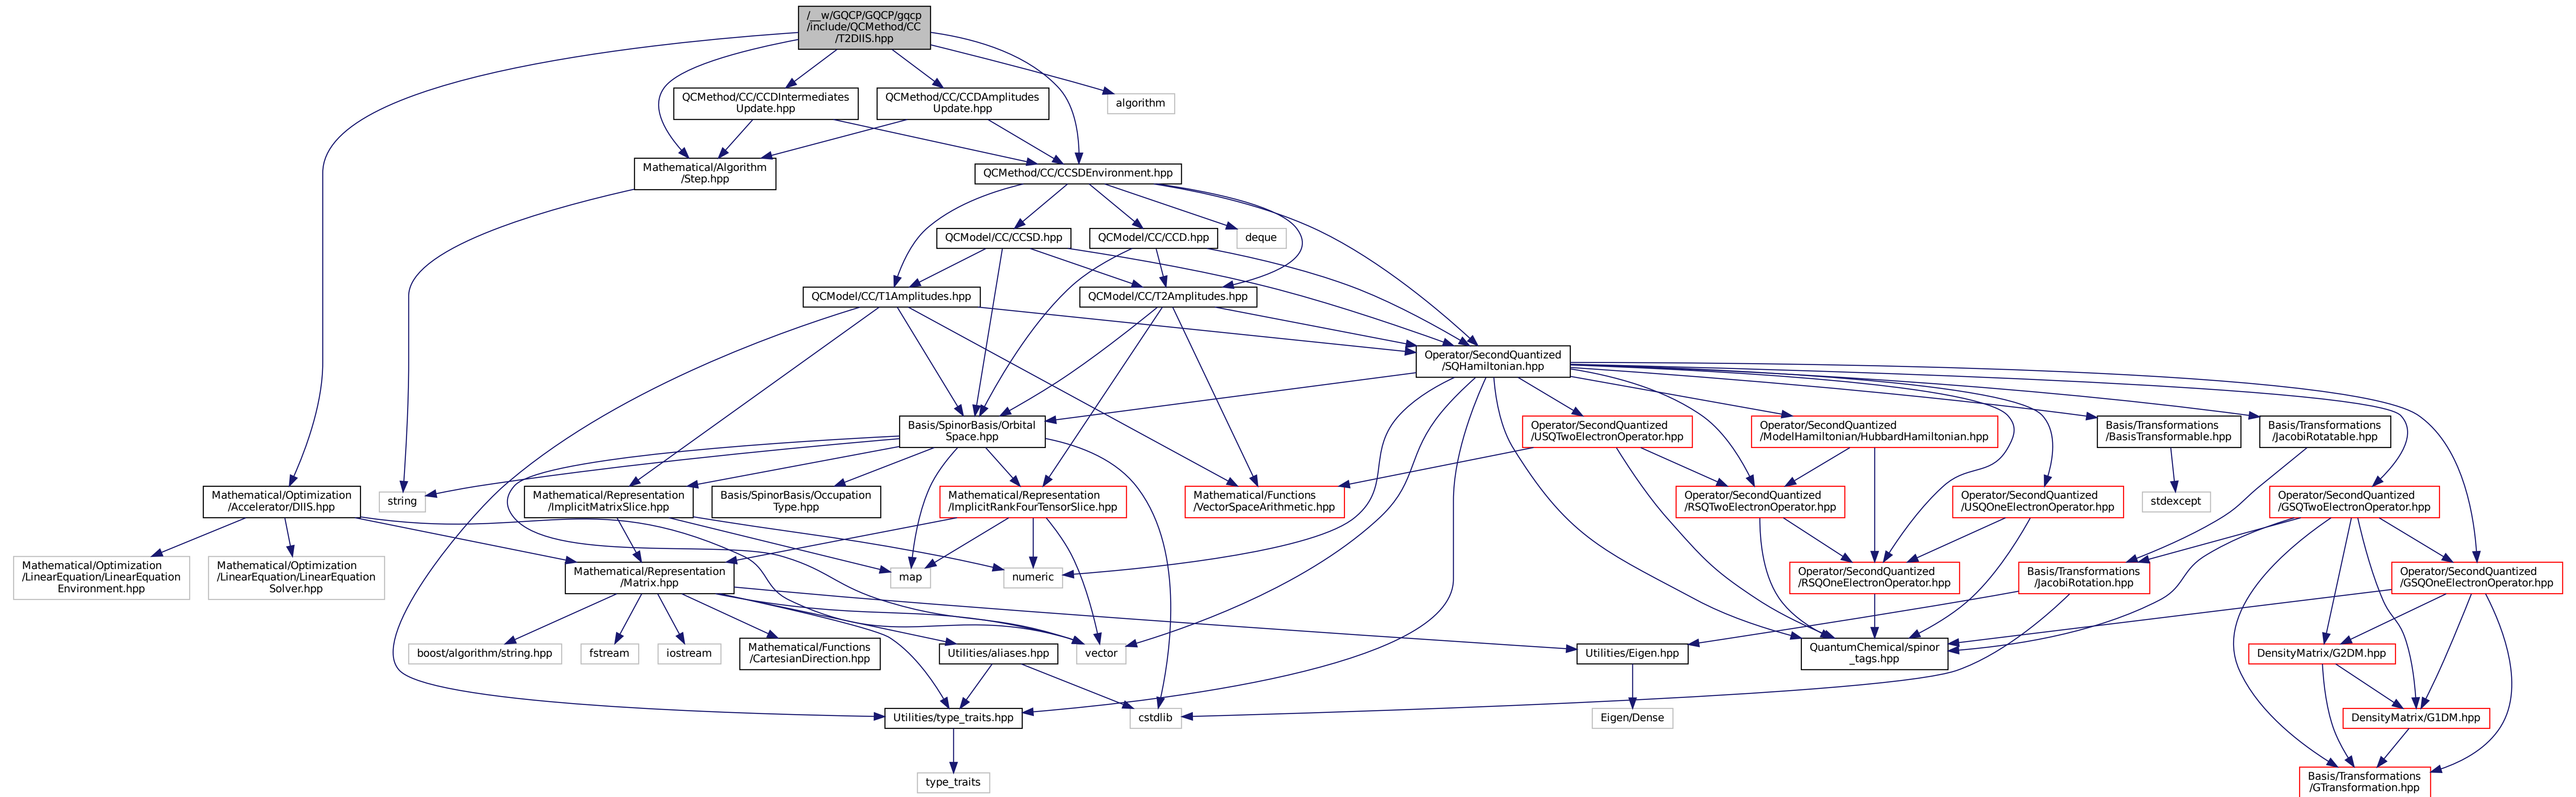 /__w/GQCP/GQCP/gqcp
/include/QCMethod/CC
/T2DIIS.hpp
QCMethod/CC/CCDIntermediates
Update.hpp
QCMethod/CC/CCDAmplitudes
Update.hpp
algorithm
Mathematical/Algorithm
/Step.hpp
QCMethod/CC/CCSDEnvironment.hpp
QCModel/CC/CCSD.hpp
QCModel/CC/CCD.hpp
deque
QCModel/CC/T1Amplitudes.hpp
QCModel/CC/T2Amplitudes.hpp
Operator/SecondQuantized
/SQHamiltonian.hpp
Basis/SpinorBasis/Orbital
Space.hpp
Operator/SecondQuantized
/USQTwoElectronOperator.hpp
Operator/SecondQuantized
/ModelHamiltonian/HubbardHamiltonian.hpp
Basis/Transformations
/BasisTransformable.hpp
Basis/Transformations
/JacobiRotatable.hpp
Mathematical/Optimization
/Accelerator/DIIS.hpp
string
Mathematical/Representation
/ImplicitMatrixSlice.hpp
Basis/SpinorBasis/Occupation
Type.hpp
Mathematical/Representation
/ImplicitRankFourTensorSlice.hpp
Mathematical/Functions
/VectorSpaceArithmetic.hpp
Operator/SecondQuantized
/RSQTwoElectronOperator.hpp
Operator/SecondQuantized
/USQOneElectronOperator.hpp
stdexcept
Operator/SecondQuantized
/GSQTwoElectronOperator.hpp
Mathematical/Optimization
/LinearEquation/LinearEquation
Environment.hpp
Mathematical/Optimization
/LinearEquation/LinearEquation
Solver.hpp
Mathematical/Representation
/Matrix.hpp
map
numeric
Operator/SecondQuantized
/RSQOneElectronOperator.hpp
Basis/Transformations
/JacobiRotation.hpp
Operator/SecondQuantized
/GSQOneElectronOperator.hpp
boost/algorithm/string.hpp
fstream
iostream
Mathematical/Functions
/CartesianDirection.hpp
Utilities/aliases.hpp
vector
Utilities/Eigen.hpp
QuantumChemical/spinor
_tags.hpp
DensityMatrix/G2DM.hpp
Utilities/type_traits.hpp
cstdlib
Eigen/Dense
DensityMatrix/G1DM.hpp
type_traits
Basis/Transformations
/GTransformation.hpp